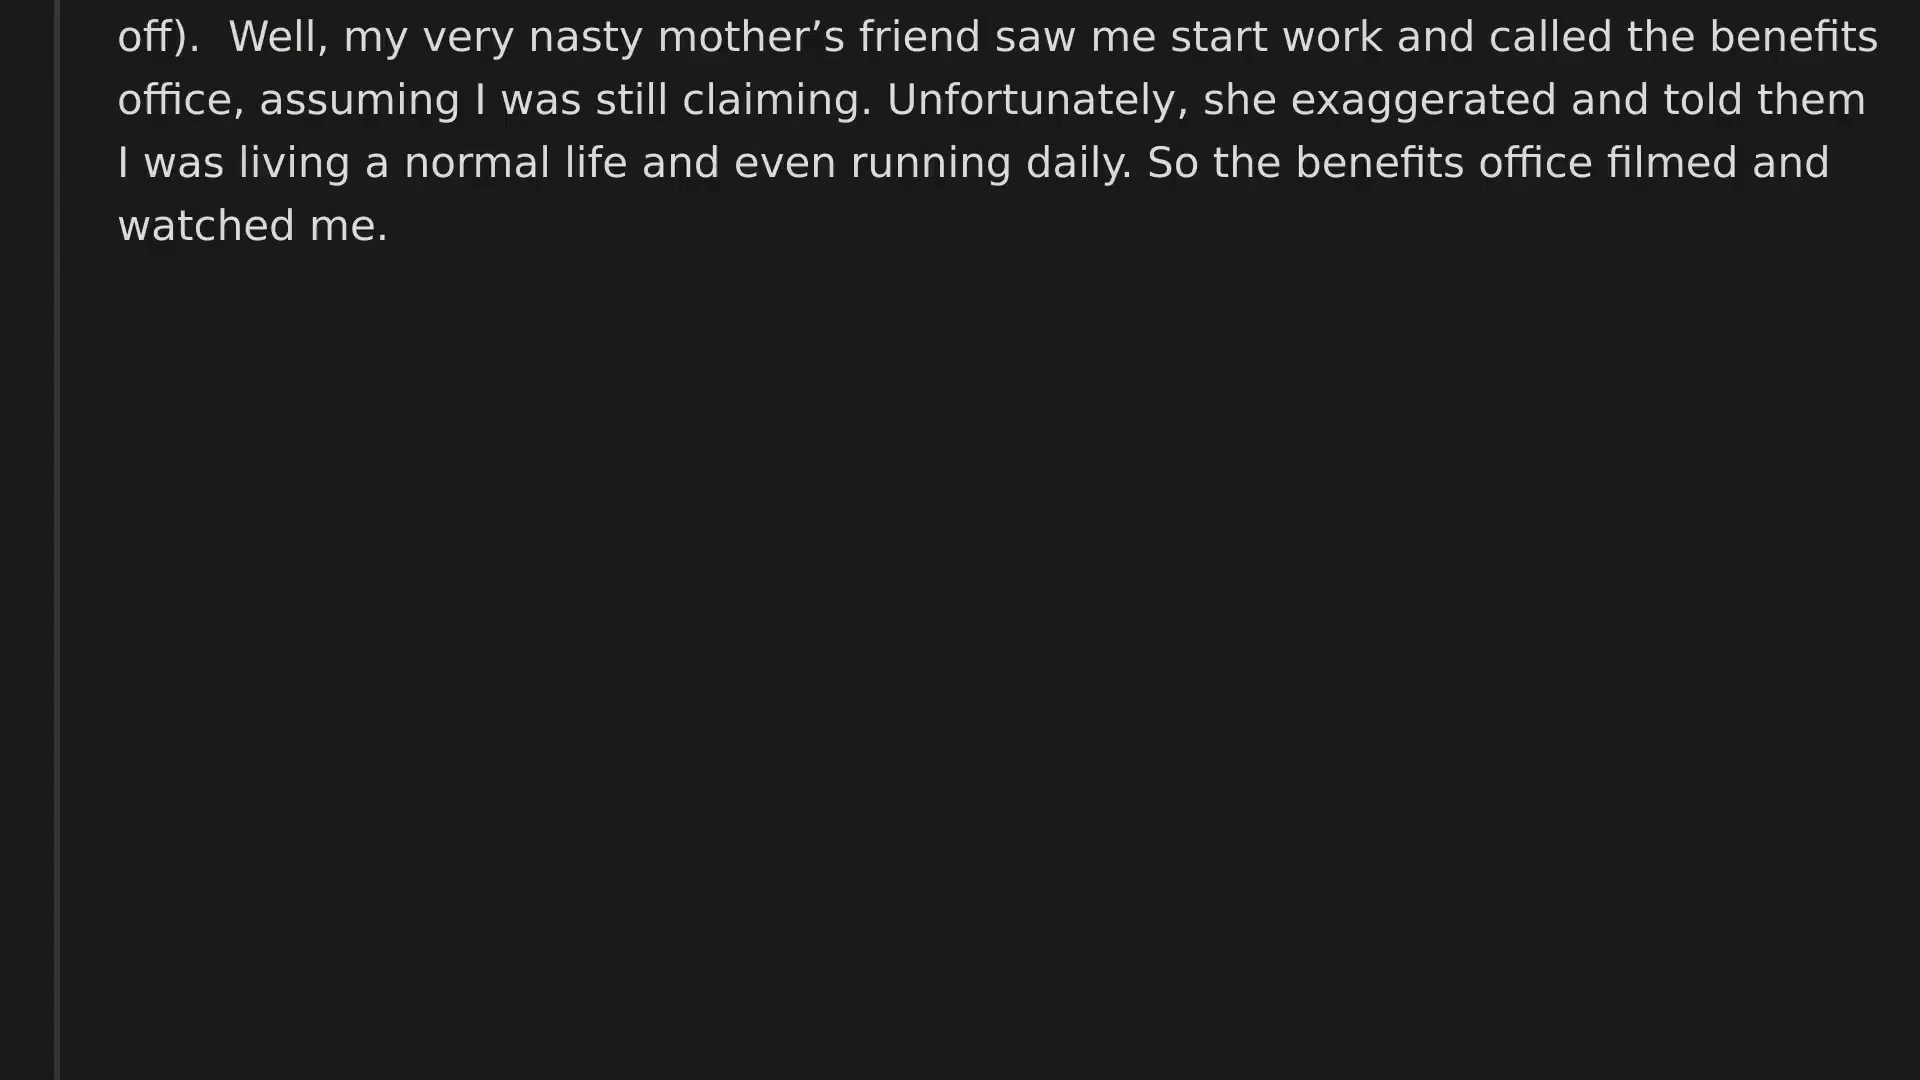 off).  Well, my very nasty mother’s friend saw me start work and called the benefits
office, assuming I was still claiming. Unfortunately, she exaggerated and told them
I was living a normal life and even running daily. So the benefits office filmed and
watched me.